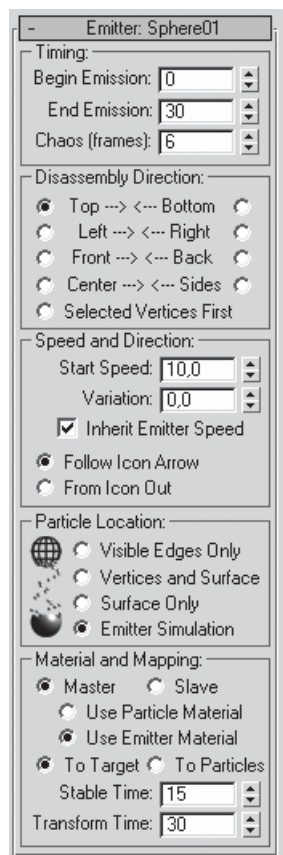 - Emitter: Sphere01
Timing:
Begin Emission: 0
End Emission: 30
Chaos (frames): 6
Disassembly Direction:
Top ---> <--- Bottom
Left ---> <--- Right
Front ---> <--- Back
Center ---> <--- Sides
Selected Vertices First
Speed and Direction:
Start Speed: 10,0
Variation: 0,0
Inherit Emitter Speed
Follow Icon Arrow
From Icon Out
Particle Location:
Visible Edges Only
Vertices and Surface
Surface Only
Emitter Simulation
Material and Mapping:
Master Slave
Use Particle Material
Use Emitter Material
To Target To Particles
Stable Time: 15
Transform Time: 30